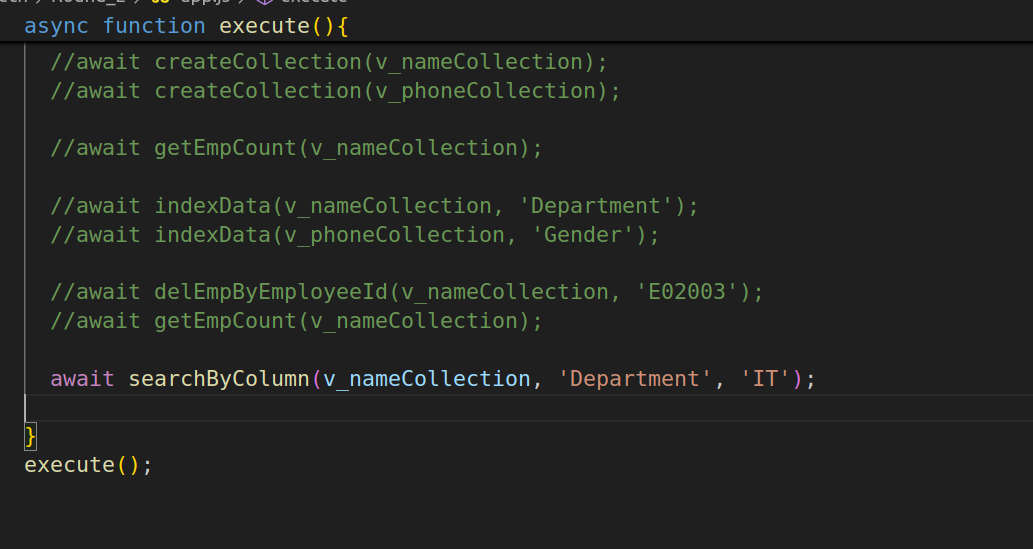 async function execute(){
//await createCollection(v_nameCollection);
//await createCollection(v_phoneCollection);
//await getEmpCount(v_nameCollection);
//await indexData(v_nameCollection, 'Department');
//await indexData(v_phoneCollection, 'Gender');
//await delEmpByEmployeeId(v_nameCollection, 'E02003');
//await getEmpCount(v_nameCollection);
await searchByColumn(v_nameCollection, 'Department', 'IT');
}
execute();